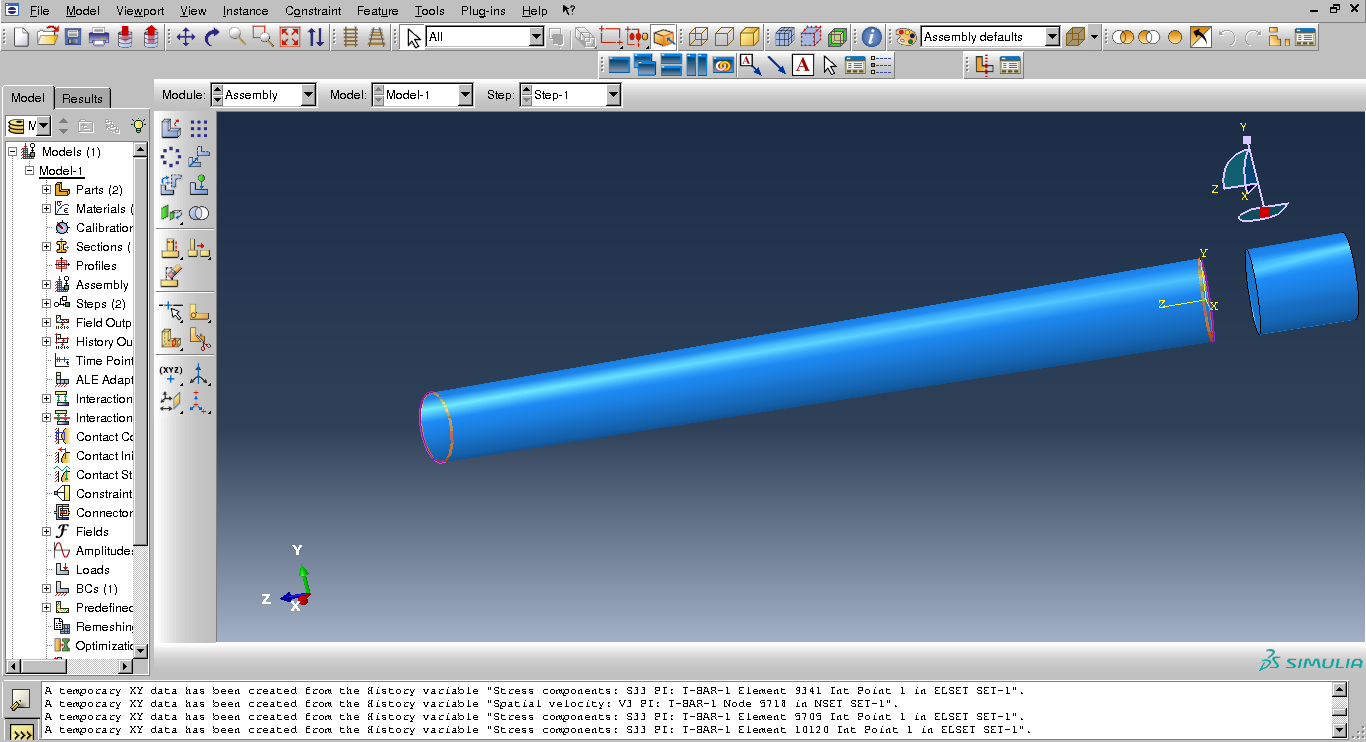 File Model Viewport View Instance Constraint Feature Tools Plug-ins Help
All
Assembly defaults
A
A
Model Results
Module: Assembly Model: Model-1 Step: Step-1
M
Models (1)
Model-1
Parts (2)
Materials (
Calibration
Sections (
Profiles
Assembly
Steps (2)
Field Outp
History Ou
Time Point
ALE Adapt
Interaction
Interaction
Contact Co
Contact Ini
Contact St
Constraint
Connector
Fields
Amplitudes
Loads
BCs (1)
Predefined
Remeshin
Optimizatio
(XYZ)
Y
Z
X
Y
Z
X
Y
Z
X
SIMULIA
A temporary XY data has been created from the History variable "Stress components: S33 PI: T-BAR-1 Element 9341 Int Point 1 in ELSET SET-1".
A temporary XY data has been created from the History variable "Spatial velocity: V3 PI: T-BAR-1 Node 5718 in NSET SET-1".
A temporary XY data has been created from the History variable "Stress components: S33 PI: T-BAR-1 Element 5705 Int Point 1 in ELSET SET-1".
A temporary XY data has been created from the History variable "Stress components: S33 PI: T-BAR-1 Element 10120 Int Point 1 in ELSET SET-1".
>>>